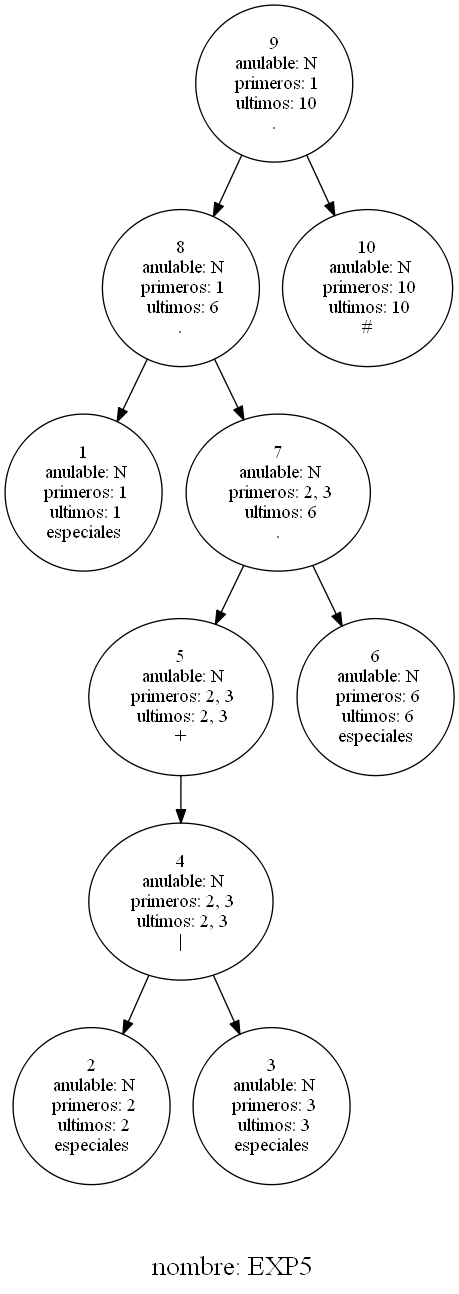 9
anulable: N
primeros: 1
ultimos: 10
.
8
anulable: N
primeros: 1
ultimos: 6
.
10
anulable: N
primeros: 10
ultimos: 10
#
1
anulable: N
primeros: 1
ultimos: 1
especiales
7
anulable: N
primeros: 2, 3
ultimos: 6
.
5
anulable: N
primeros: 2, 3
ultimos: 2, 3
+
6
anulable: N
primeros: 6
ultimos: 6
especiales
4
anulable: N
primeros: 2, 3
ultimos: 2, 3
|
2
anulable: N
primeros: 2
ultimos: 2
especiales
3
anulable: N
primeros: 3
ultimos: 3
especiales
nombre: EXP5